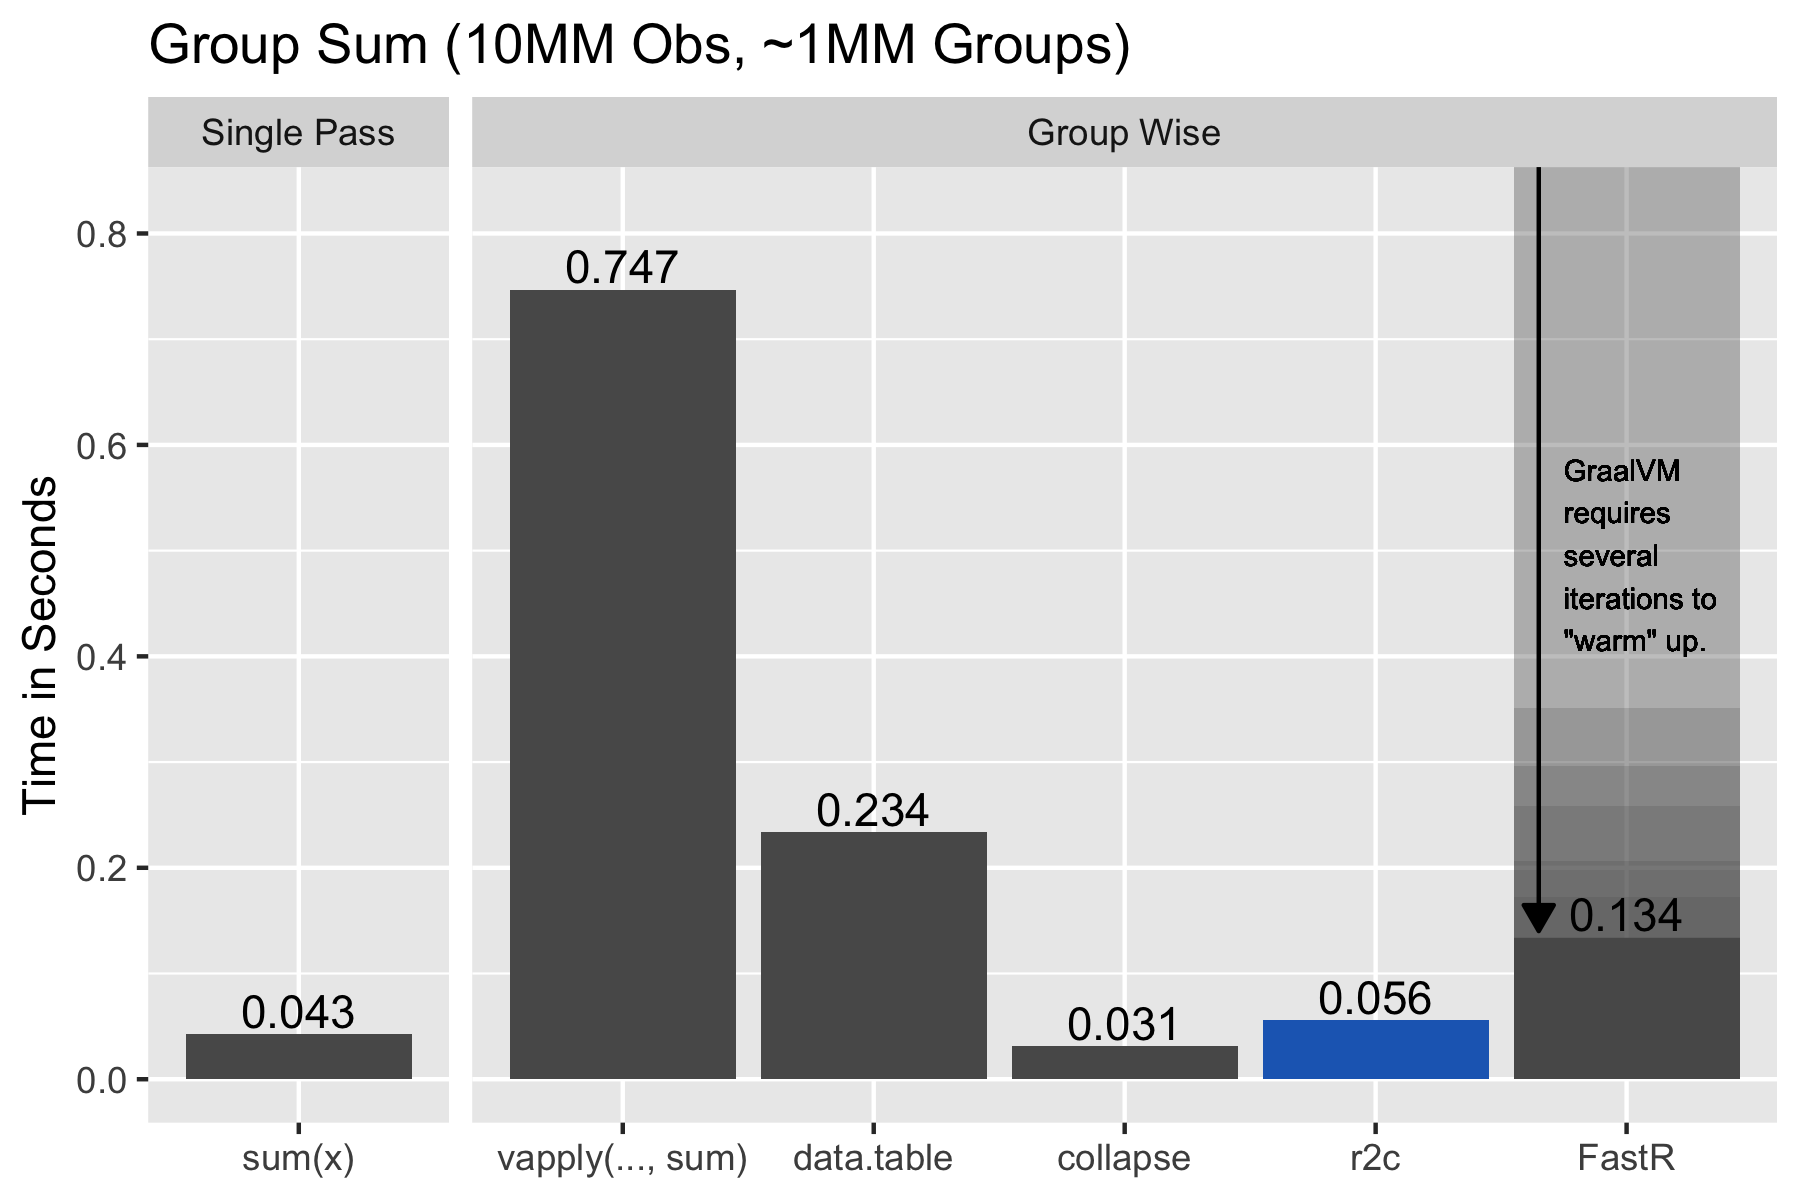 Group Sum (10MM Obs, ~1MM Groups)
Single Pass
Group Wise
Time in Seconds
0.8
0.6
0.4
0.2
0.0
0.043
0.747
0.234
0.031
0.056
0.134
GraalVM
requires
several
iterations to
"warm" up.
sum(x)
vapply(..., sum)
data.table
collapse
r2c
FastR